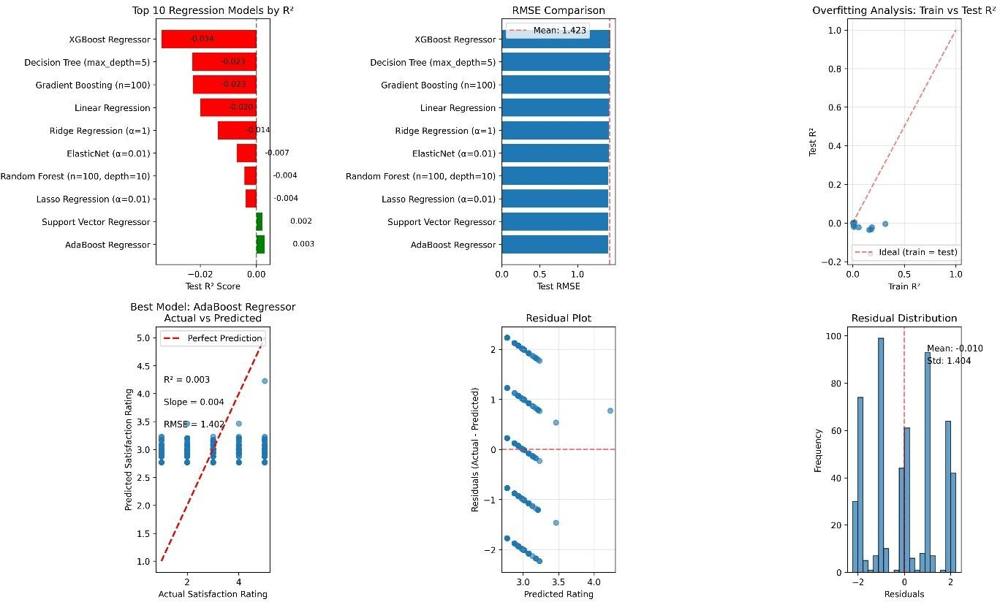 Top 10 Regression Models by R²
XGBoost Regressor
Decision Tree (max_depth=5)
Gradient Boosting (n=100)
Linear Regression
Ridge Regression (α=1)
ElasticNet (α=0.01)
Random Forest (n=100, depth=10)
Lasso Regression (α=0.01)
Support Vector Regressor
AdaBoost Regressor
-0.034
-0.023
-0.023
-0.020
-0.014
-0.007
-0.004
-0.004
0.002
0.003
−0.02 0.00
Test R² Score
RMSE Comparison
Mean: 1.423
XGBoost Regressor
Decision Tree (max_depth=5)
Gradient Boosting (n=100)
Linear Regression
Ridge Regression (α=1)
ElasticNet (α=0.01)
Random Forest (n=100, depth=10)
Lasso Regression (α=0.01)
Support Vector Regressor
AdaBoost Regressor
0.0 0.5 1.0
Test RMSE
Overfitting Analysis: Train vs Test R²
1.0
0.8
0.6
0.4
0.2
0.0
−0.2
Test R²
Ideal (train = test)
0.0 0.5 1.0
Train R²
Best Model: AdaBoost Regressor
Actual vs Predicted
Perfect Prediction
R² = 0.003
Slope = 0.004
RMSE = 1.402
5.0
4.5
4.0
3.5
3.0
2.5
2.0
1.5
1.0
Predicted Satisfaction Rating
2 4
Actual Satisfaction Rating
Residual Plot
2
1
0
−1
−2
Residuals (Actual - Predicted)
3.0 3.5 4.0
Predicted Rating
Residual Distribution
Mean: -0.010
Std: 1.404
100
80
60
40
20
0
Frequency
−2 0 2
Residuals